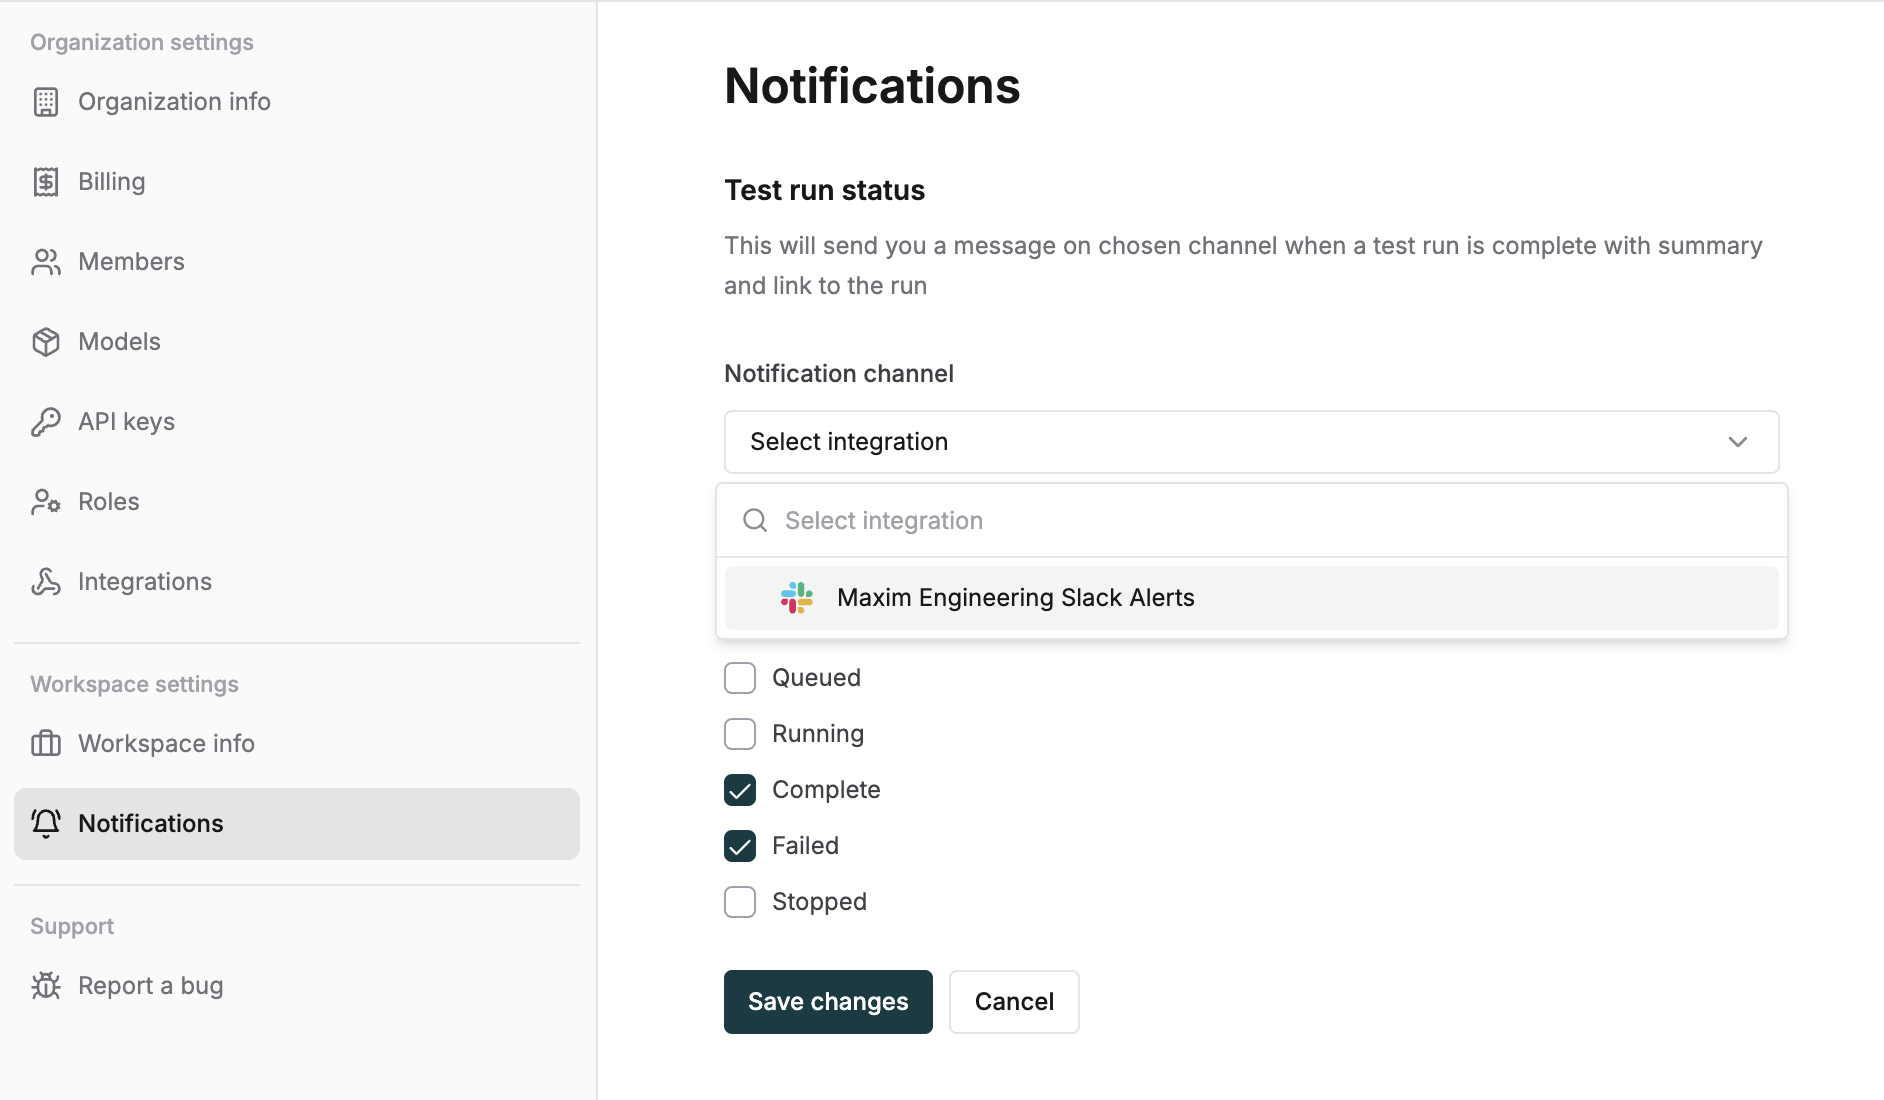 Organization settings
Organization info
Billing
Members
Models
API keys
Roles
Integrations
Workspace settings
Workspace info
Notifications
Support
Report a bug
Notifications
Test run status
This will send you a message on chosen channel when a test run is complete with summary
and link to the run
Notification channel
Select integration
Select integration
Maxim Engineering Slack Alerts
Queued
Running
Complete
Failed
Stopped
Save changes
Cancel